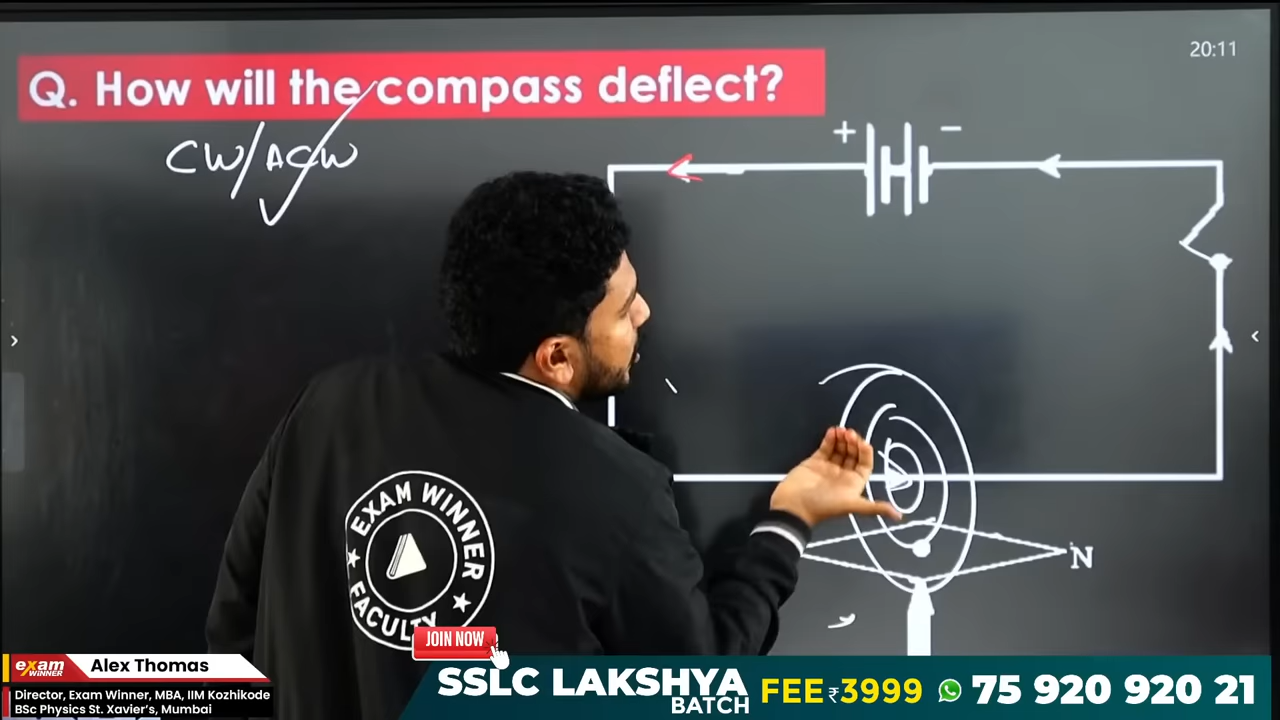 20:11
Q. How will the compass deflect?
CW/ACW
+
-
N
EXAM WINNER
FACULTY
JOIN NOW
exam
WINNER
Alex Thomas
Director, Exam Winner, MBA, IIM Kozhikode
BSc Physics St. Xavier's, Mumbai
SSLC LAKSHYA
BATCH
FEE ₹3999
75 920 920 21